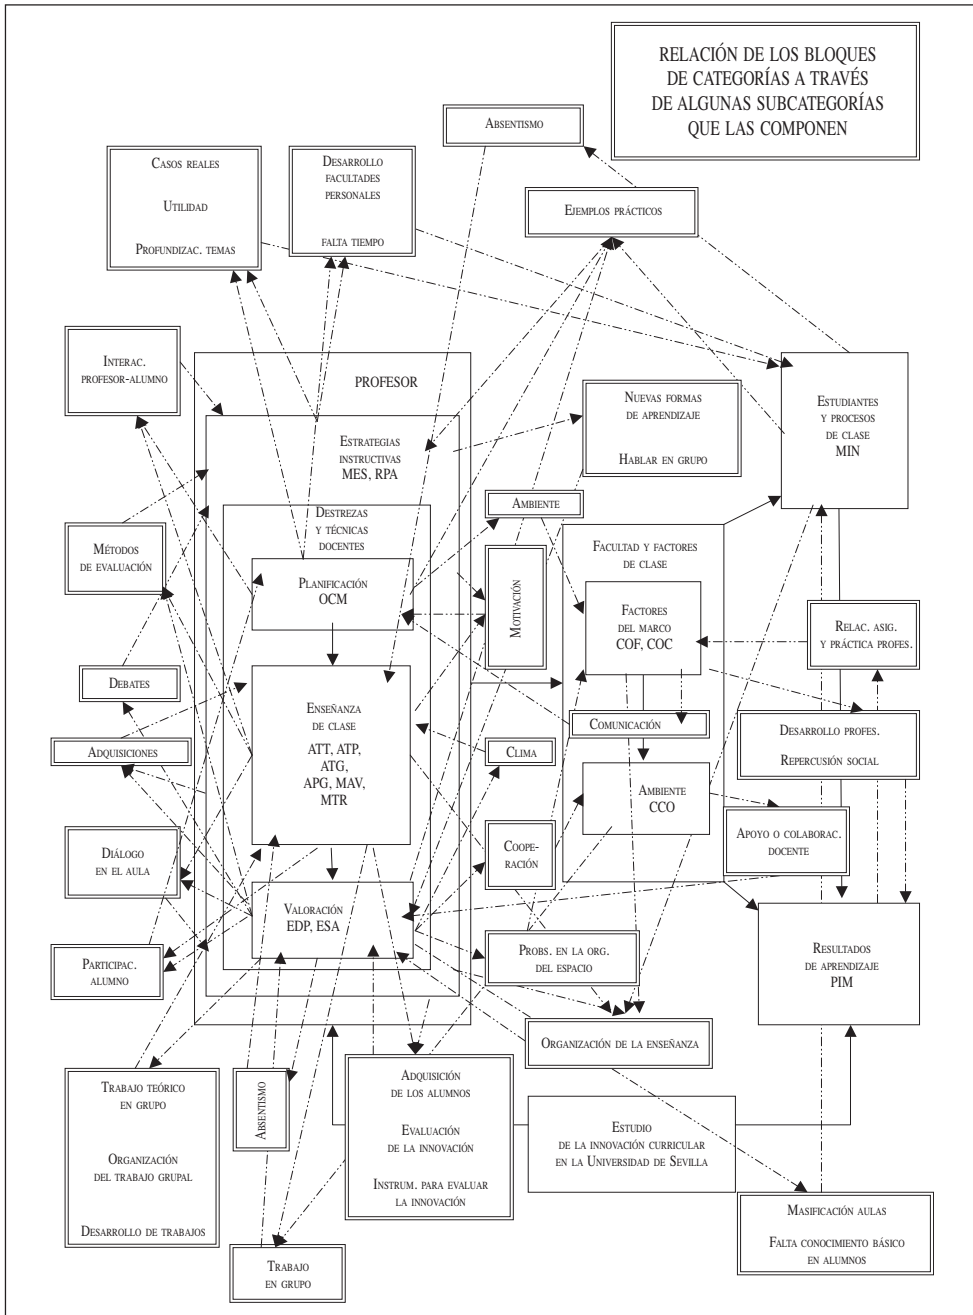 RELACIÓN DE LOS BLOQUES
DE CATEGORÍAS A TRAVÉS
DE ALGUNAS SUBCATEGORÍAS
QUE LAS COMPONEN
ABSENTISMO
CASOS REALES
UTILIDAD
PROFUNDIZAC. TEMAS
DESARROLLO
FACULTADES
PERSONALES
FALTA TIEMPO
EJEMPLOS PRÁCTICOS
INTERAC.
PROFESOR-ALUMNO
PROFESOR
ESTRATEGIAS
INSTRUCTIVAS
MES, RPA
NUEVAS FORMAS
DE APRENDIZAJE
HABLAR EN GRUPO
ESTUDIANTES
Y PROCESOS
DE CLASE
MIN
DESTREZAS
Y TÉCNICAS
DOCENTES
AMBIENTE
MÉTODOS
DE EVALUACIÓN
PLANIFICACIÓN
OCM
MOTIVACIÓN
FACULTAD Y FACTORES
DE CLASE
FACTORES
DEL MARCO
COF, COC
RELAC. ASIG.
Y PRÁCTICA PROFES.
DEBATES
ENSEÑANZA
DE CLASE
ATT, ATP,
ATG,
APG, MAV,
MTR
ADQUISICIONES
CLIMA
COMUNICACIÓN
DESARROLLO PROFES.
REPERCUSIÓN SOCIAL
AMBIENTE
CCO
DIÁLOGO
EN EL AULA
COOPE-
RACIÓN
APOYO O COLABORAC.
DOCENTE
VALORACIÓN
EDP, ESA
PARTICIPAC.
ALUMNO
PROBS. EN LA ORG.
DEL ESPACIO
RESULTADOS
DE APRENDIZAJE
PIM
ORGANIZACIÓN DE LA ENSEÑANZA
TRABAJO TEÓRICO
EN GRUPO
ORGANIZACIÓN
DEL TRABAJO GRUPAL
DESARROLLO DE TRABAJOS
ABSENTISMO
ADQUISICIÓN
DE LOS ALUMNOS
EVALUACIÓN
DE LA INNOVACIÓN
INSTRUM. PARA EVALUAR
LA INNOVACIÓN
ESTUDIO
DE LA INNOVACIÓN CURRICULAR
EN LA UNIVERSIDAD DE SEVILLA
MASIFICACIÓN AULAS
FALTA CONOCIMIENTO BÁSICO
EN ALUMNOS
TRABAJO
EN GRUPO